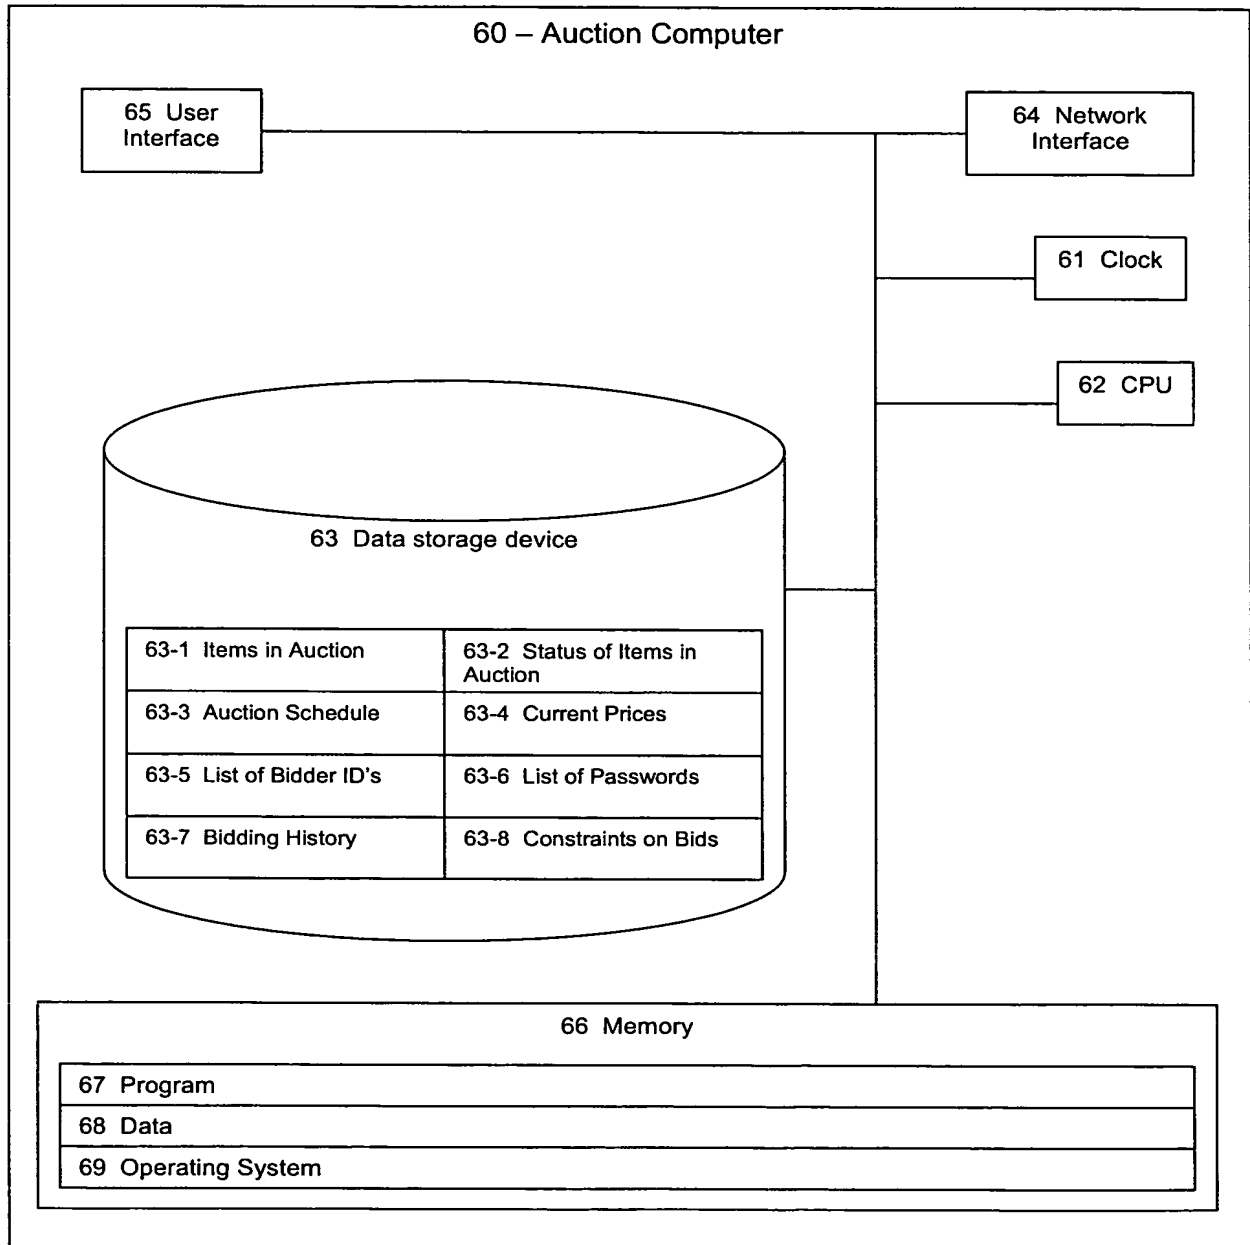 60 – Auction Computer
65 User
Interface
64 Network
Interface
61 Clock
62 CPU
63 Data storage device
63-1 Items in Auction
63-2 Status of Items in
Auction
63-3 Auction Schedule
63-4 Current Prices
63-5 List of Bidder ID's
63-6 List of Passwords
63-7 Bidding History
63-8 Constraints on Bids
66 Memory
67 Program
68 Data
69 Operating System